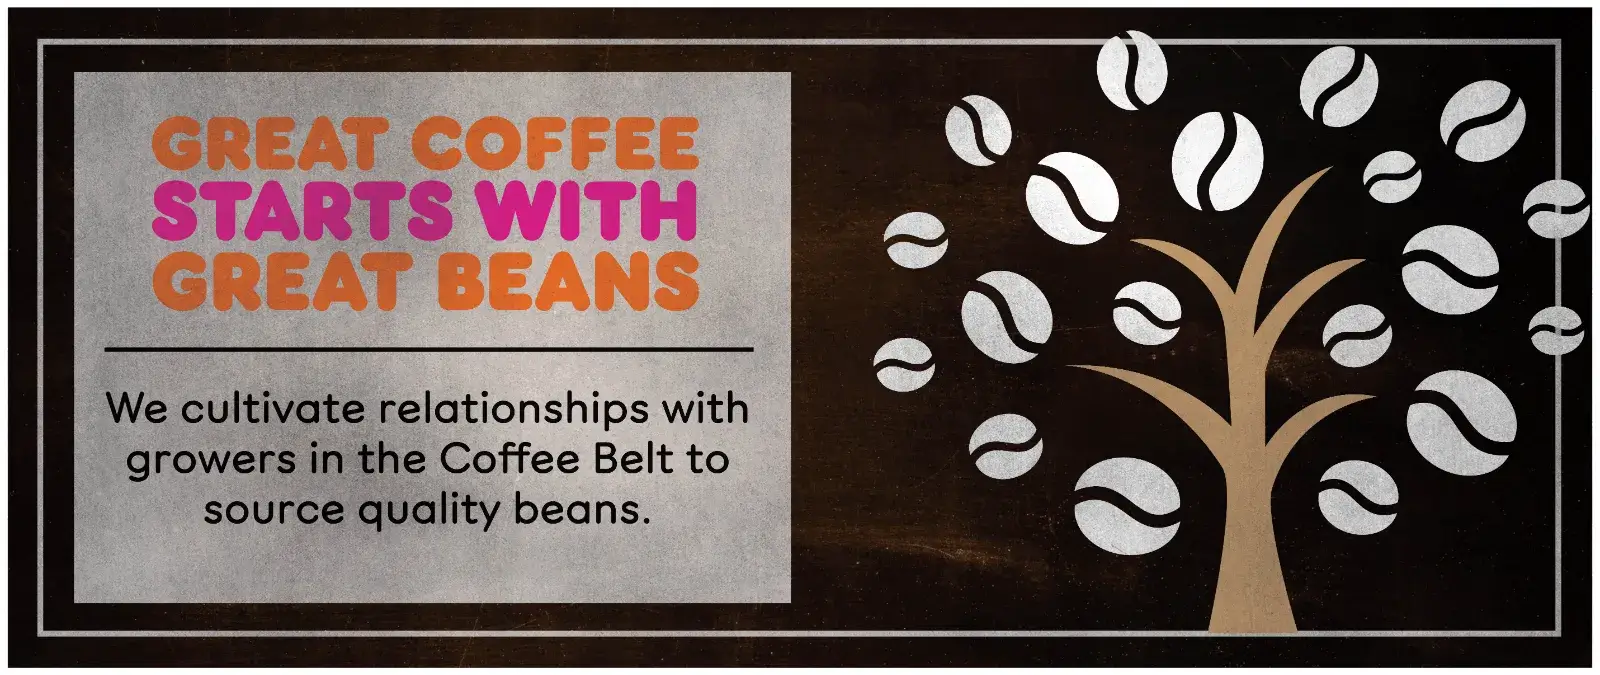 GREAT COFFEE
STARTS WITH
GREAT BEANS
We cultivate relationships with
growers in the Coffee Belt to
source quality beans.